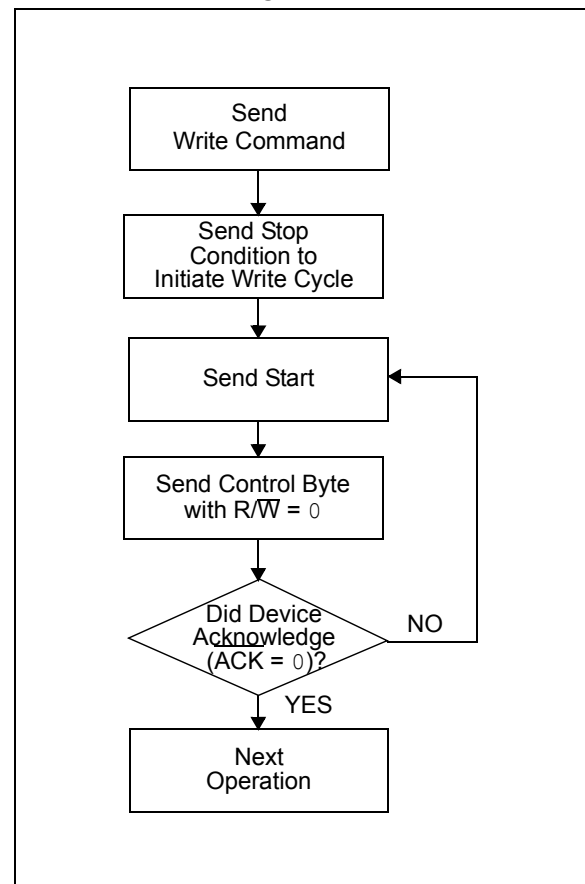 Send
Write Command
Send Stop
Condition to
Initiate Write Cycle
Send Start
Send Control Byte
with R/W̅ = 0
Did Device
Acknowledge
(A̅C̅K̅ = 0)?
NO
YES
Next
Operation